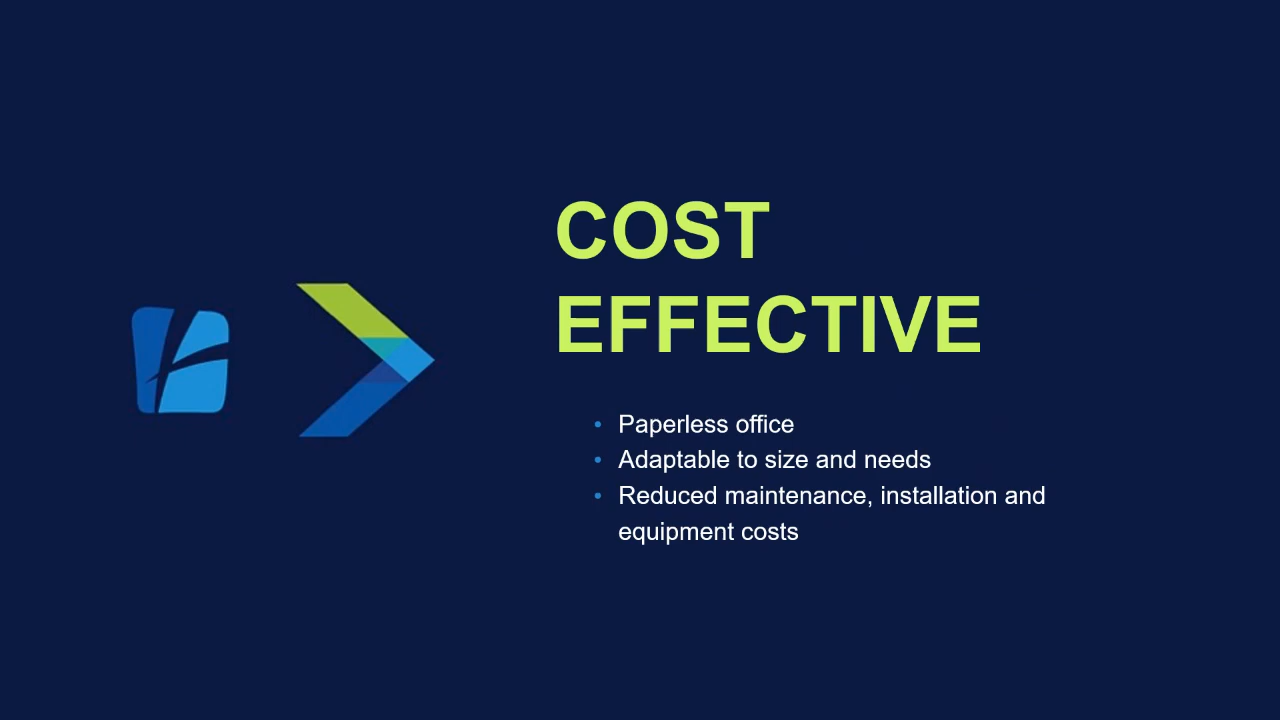 COST
EFFECTIVE
• Paperless office
• Adaptable to size and needs
• Reduced maintenance, installation and
equipment costs